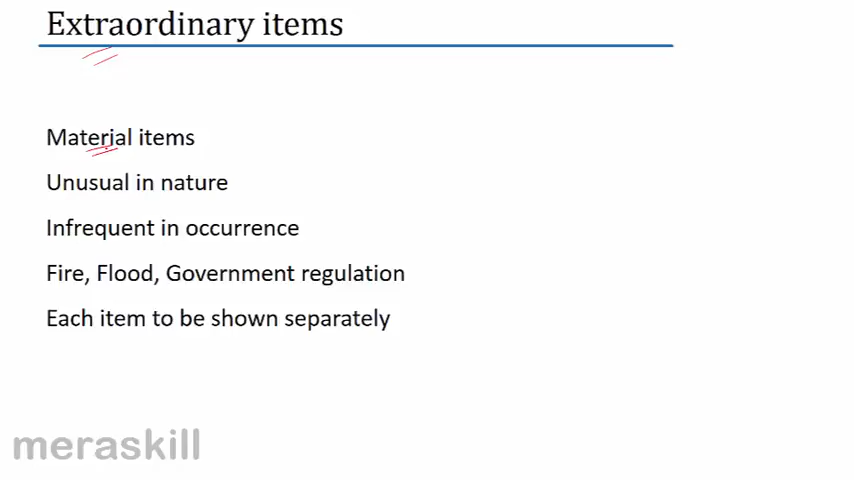 Extraordinary items
Material items
Unusual in nature
Infrequent in occurrence
Fire, Flood, Government regulation
Each item to be shown separately
meraskill